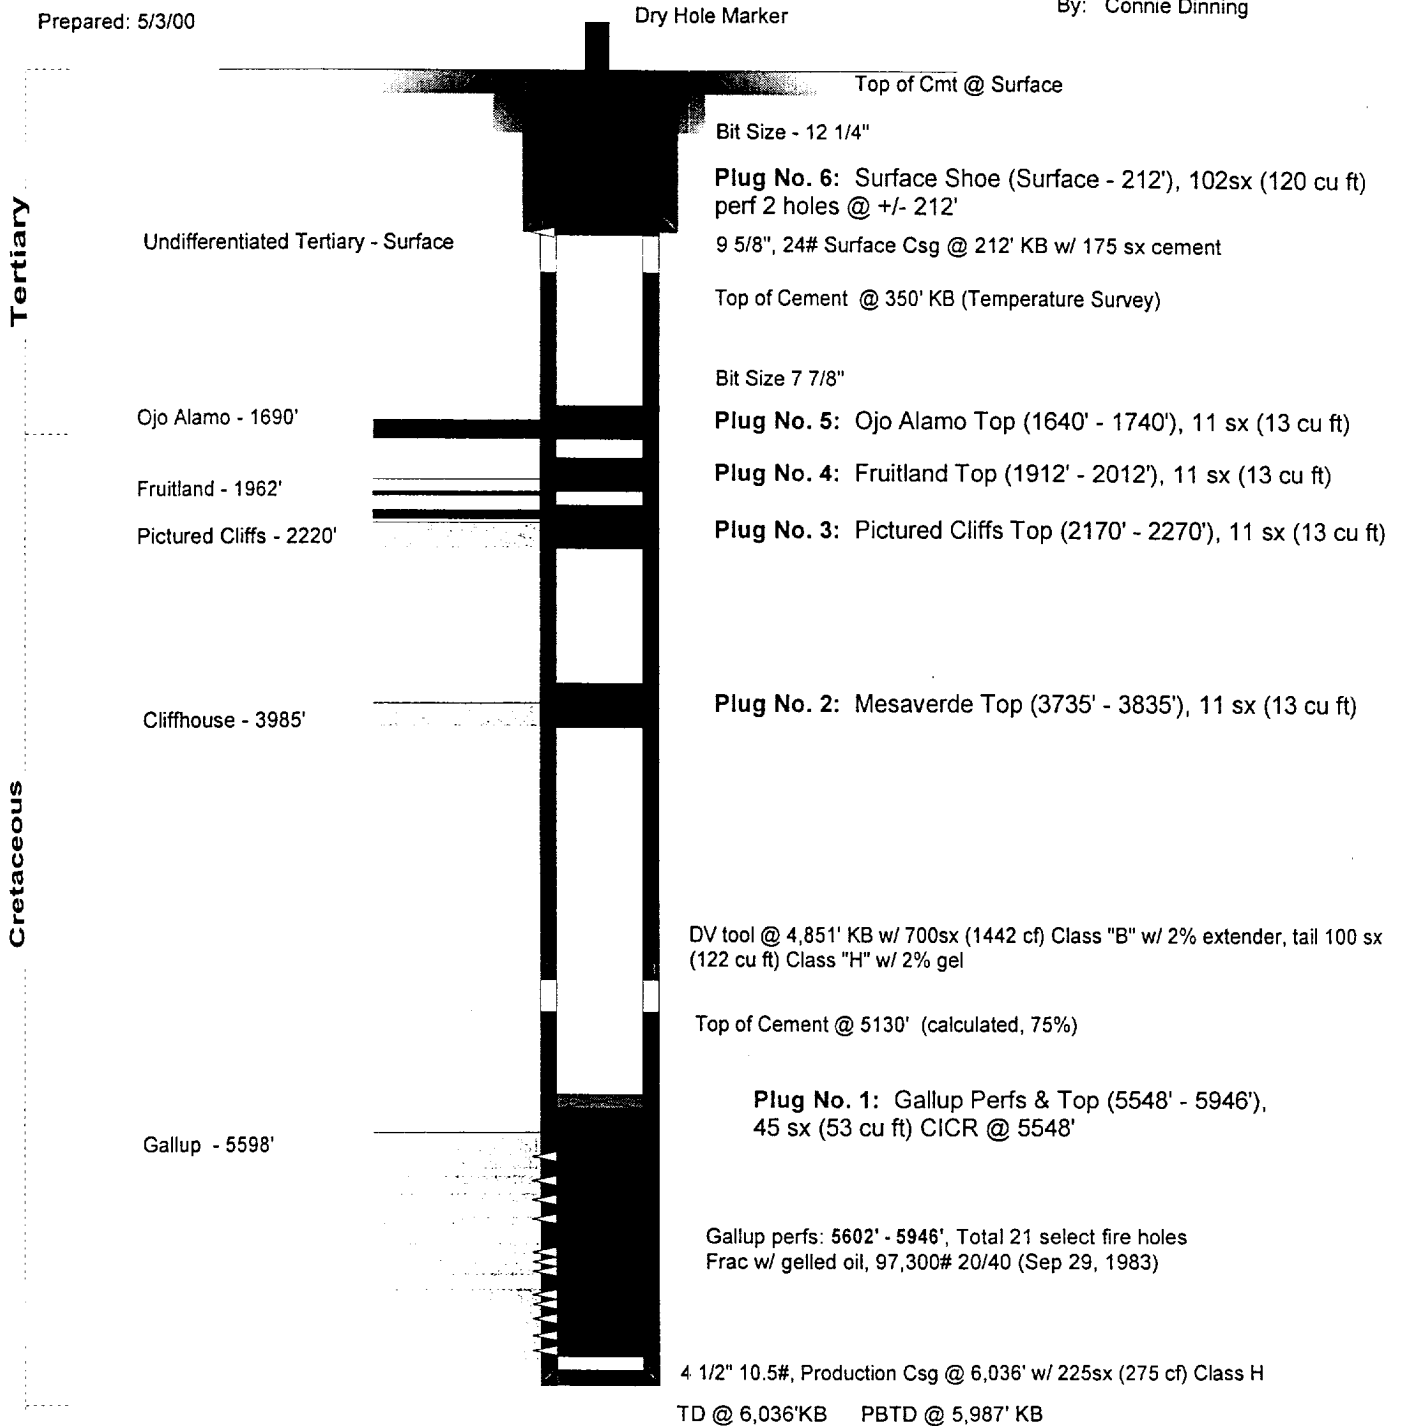 Prepared: 5/3/00
Dry Hole Marker
By: Connie Dinning
Top of Cmt @ Surface
Bit Size - 12 1/4"
Plug No. 6: Surface Shoe (Surface - 212'), 102sx (120 cu ft)
perf 2 holes @ +/- 212'
Tertiary
Undifferentiated Tertiary - Surface
9 5/8", 24# Surface Csg @ 212' KB w/ 175 sx cement
Top of Cement @ 350' KB (Temperature Survey)
Bit Size 7 7/8"
Ojo Alamo - 1690'
Plug No. 5: Ojo Alamo Top (1640' - 1740'), 11 sx (13 cu ft)
Fruitland - 1962'
Plug No. 4: Fruitland Top (1912' - 2012'), 11 sx (13 cu ft)
Pictured Cliffs - 2220'
Plug No. 3: Pictured Cliffs Top (2170' - 2270'), 11 sx (13 cu ft)
Cliffhouse - 3985'
Plug No. 2: Mesaverde Top (3735' - 3835'), 11 sx (13 cu ft)
Cretaceous
DV tool @ 4,851' KB w/ 700sx (1442 cf) Class "B" w/ 2% extender, tail 100 sx
(122 cu ft) Class "H" w/ 2% gel
Top of Cement @ 5130' (calculated, 75%)
Plug No. 1: Gallup Perfs & Top (5548' - 5946'),
45 sx (53 cu ft) CICR @ 5548'
Gallup - 5598'
Gallup perfs: 5602' - 5946', Total 21 select fire holes
Frac w/ gelled oil, 97,300# 20/40 (Sep 29, 1983)
4 1/2" 10.5#, Production Csg @ 6,036' w/ 225sx (275 cf) Class H
TD @ 6,036'KB PBTD @ 5,987' KB